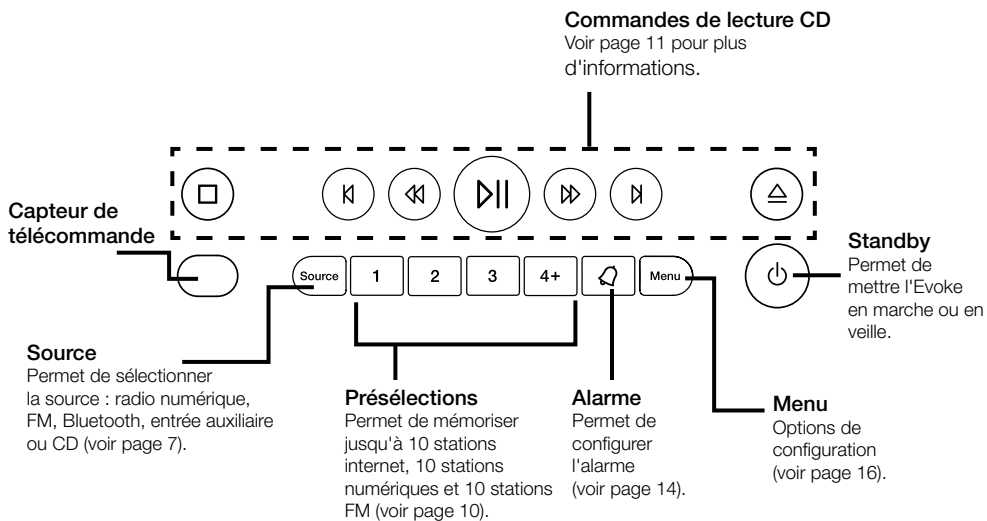 Commandes de lecture CD
Voir page 11 pour plus
d'informations.
Capteur de
télécommande
Source
1
2
3
4+
Menu
Standby
Permet de
mettre l'Evoke
en marche ou en
veille.
Source
Permet de sélectionner
la source : radio numérique,
FM, Bluetooth, entrée auxiliaire
ou CD (voir page 7).
Présélections
Permet de mémoriser
jusqu'à 10 stations
internet, 10 stations
numériques et 10 stations
FM (voir page 10).
Alarme
Permet de
configurer
l'alarme
(voir page 14).
Menu
Options de
configuration
(voir page 16).